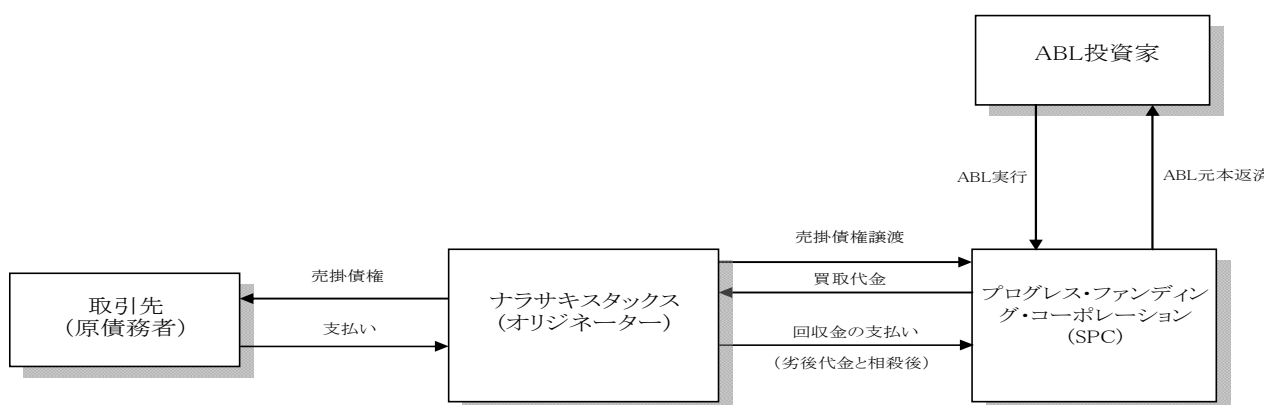 ABL投資家
ABL実行
ABL元本返済
売掛債権譲渡
売掛債権
買取代金
取引先
(原債務者)
ナラサキスタックス
(オリジネーター)
プログレス・ファンディン
グ・コーポレーション
(SPC)
支払い
回収金の支払い
(劣後代金と相殺後)